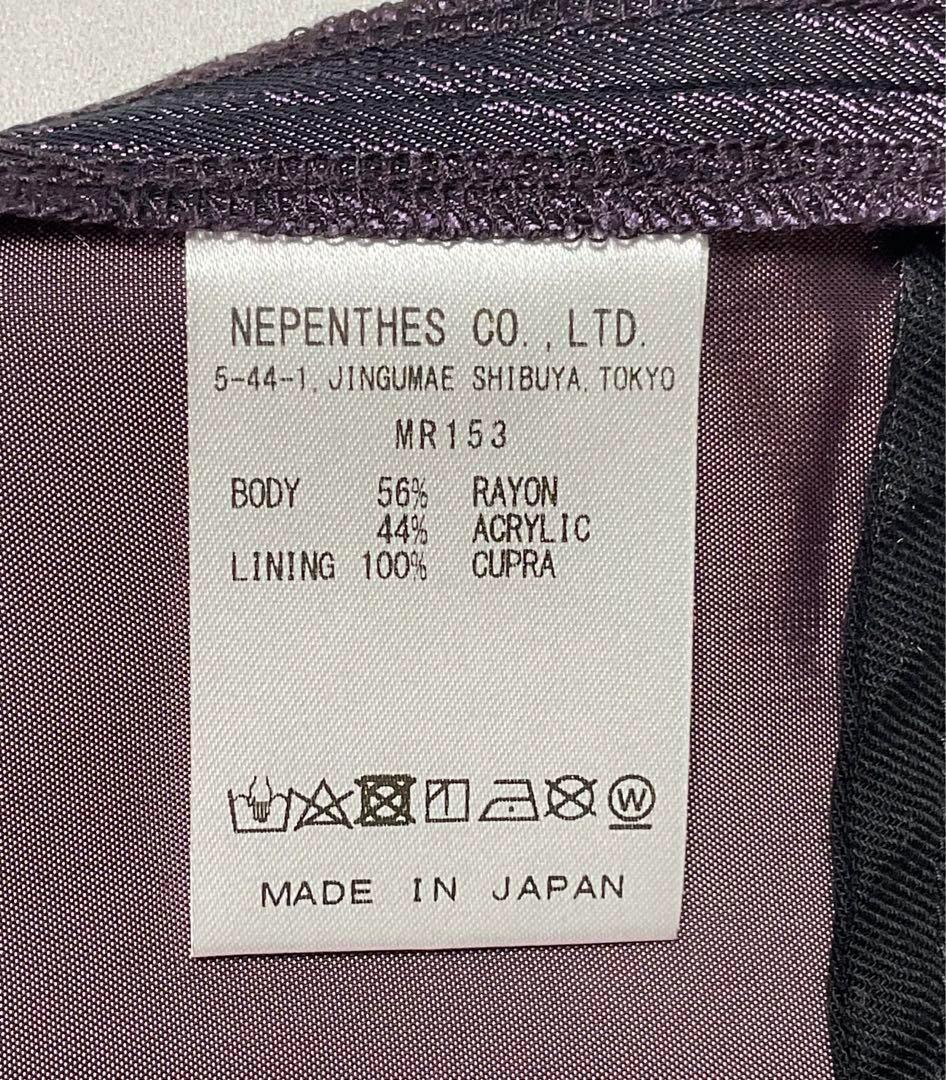 NEPENTHES CO.,LTD.
5-44-1, JINGUMAE SHIBUYA, TOKYO
MR153
BODY 56% RAYON
44% ACRYLIC
LINING 100% CUPRA
W
MADE IN JAPAN